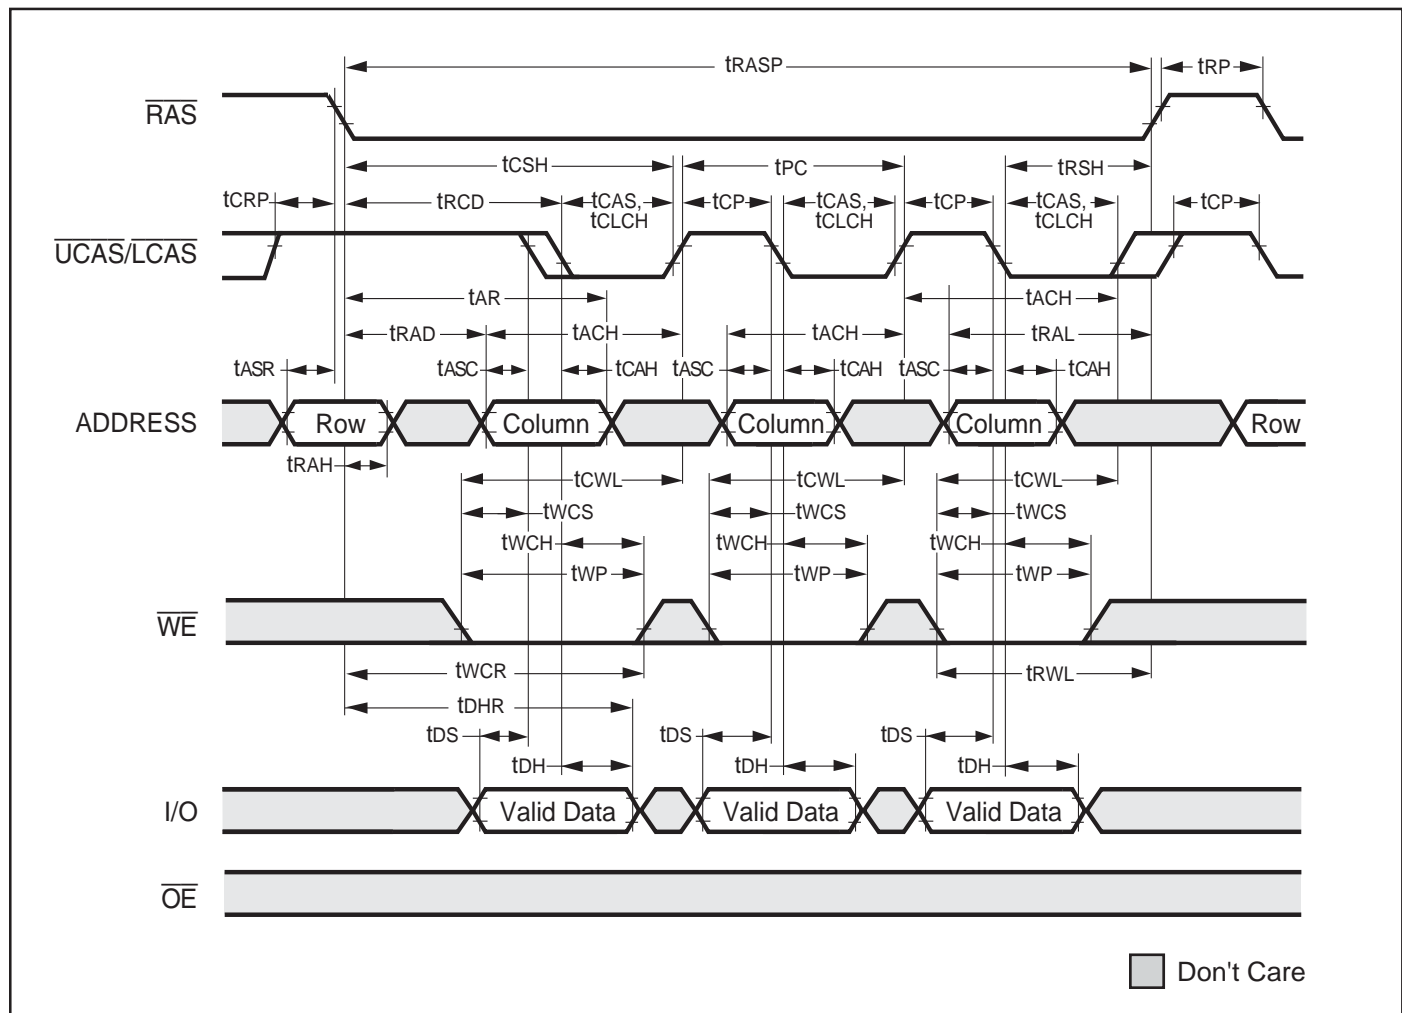 tRASP
tRP
RAS
tCSH
tPC
tRSH
tCRP
tRCD
tCAS,
tCLCH
tCP
tCAS,
tCLCH
tCP
tCAS,
tCLCH
tCP
UCAS/LCAS
tAR
tACH
tRAD
tACH
tACH
tRAL
tASR
tASC
tCAH
tASC
tCAH
tASC
tCAH
ADDRESS
Row
Column
Column
Column
Row
tRAH
tCWL
tCWL
tCWL
tWCS
tWCS
tWCS
tWCH
tWCH
tWCH
tWP
tWP
tWP
WE
tWCR
tRWL
tDHR
tDS
tDS
tDS
tDH
tDH
tDH
I/O
Valid Data
Valid Data
Valid Data
OE
Don't Care